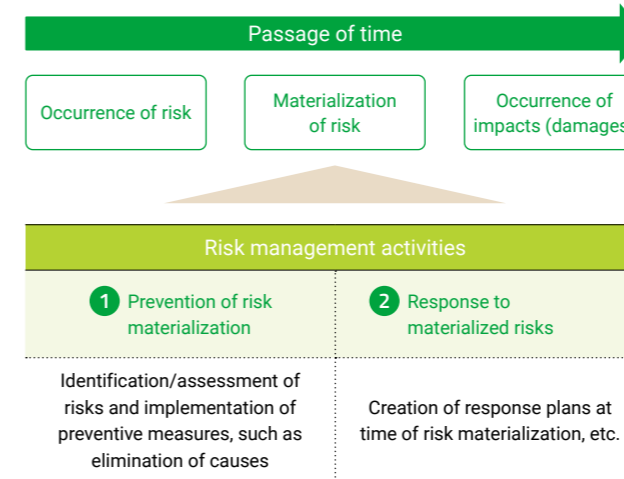 Passage of time
Occurrence of risk
Materialization
of risk
Occurrence of
impacts (damages
Risk management activities
1 Prevention of risk
materialization
2 Response to
materialized risks
Identification/assessment of
risks and implementation of
preventive measures, such as
elimination of causes
Creation of response plans at
time of risk materialization, etc.